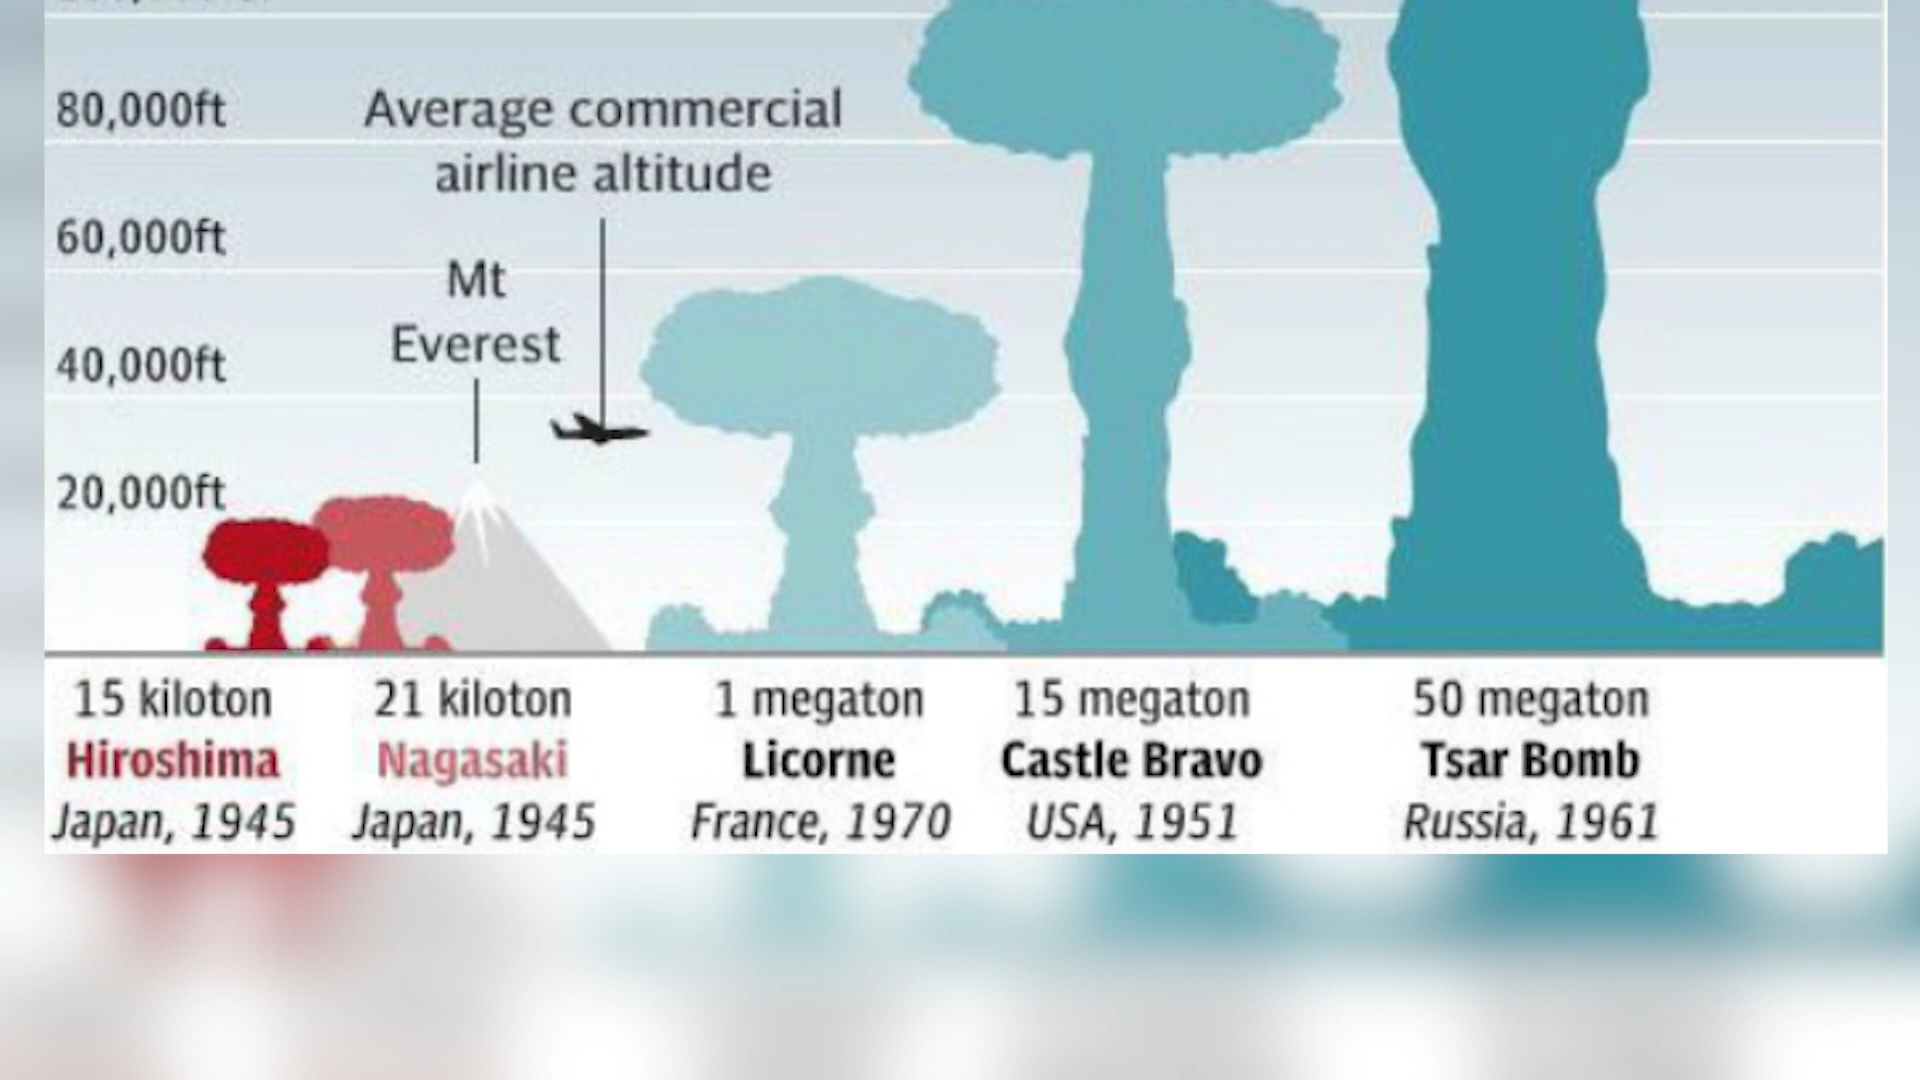 80,000ft
Average commercial
airline altitude
60,000ft
Mt
Everest
40,000ft
20,000ft
15 kiloton
Hiroshima
Japan, 1945
21 kiloton
Nagasaki
Japan, 1945
1 megaton
Licorne
France, 1970
15 megaton
Castle Bravo
USA, 1951
50 megaton
Tsar Bomb
Russia, 1961